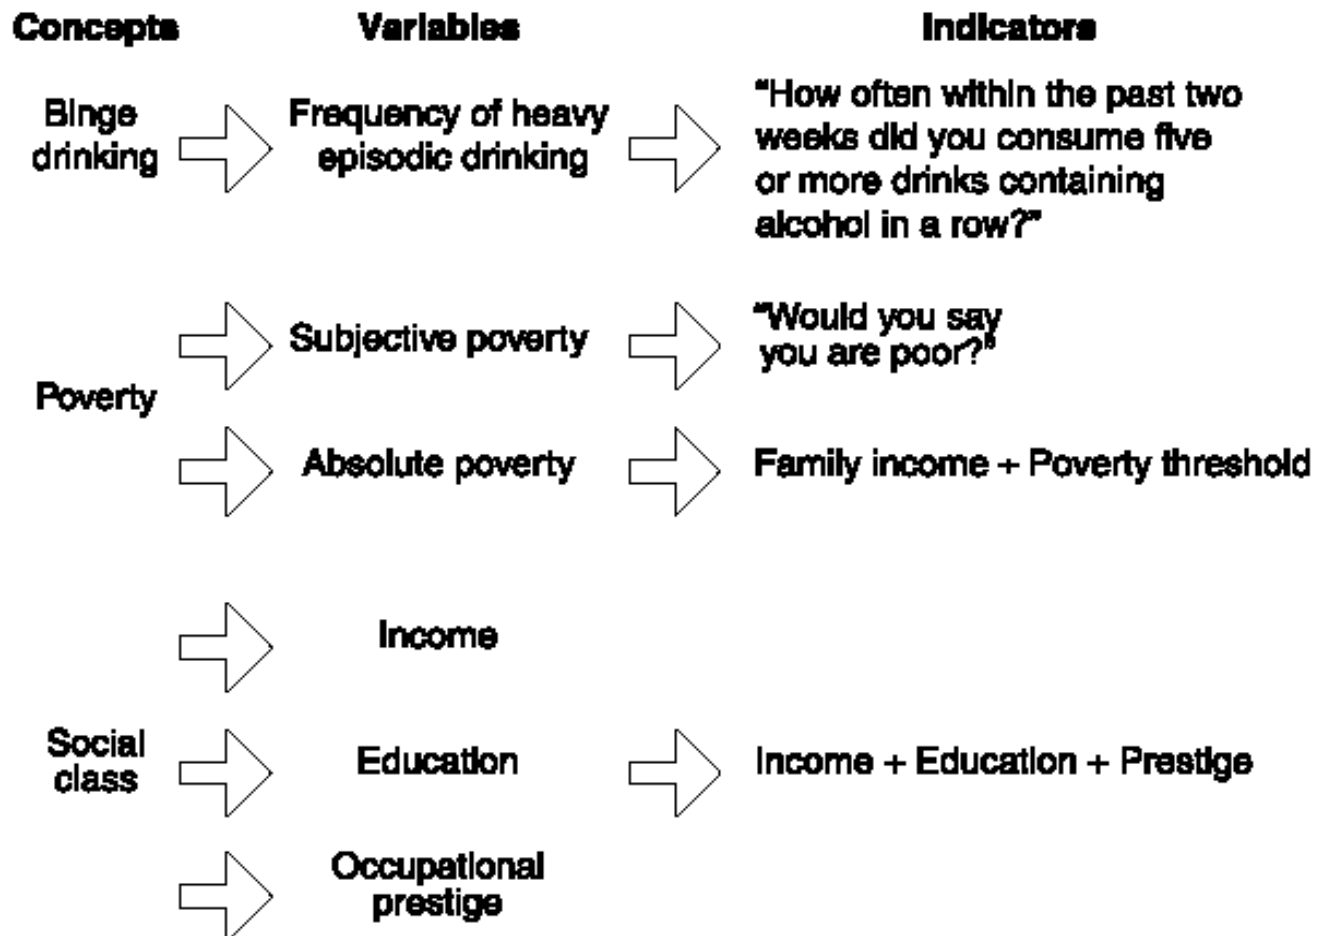 Concepts Variables Indicators
Binge
drinking
Frequency of heavy
episodic drinking
"How often within the past two
weeks did you consume five
or more drinks containing
alcohol in a row?"
Poverty
Subjective poverty
"Would you say
you are poor?"
Absolute poverty
Family income + Poverty threshold
Social
class
Income
Education
Occupational
prestige
Income + Education + Prestige